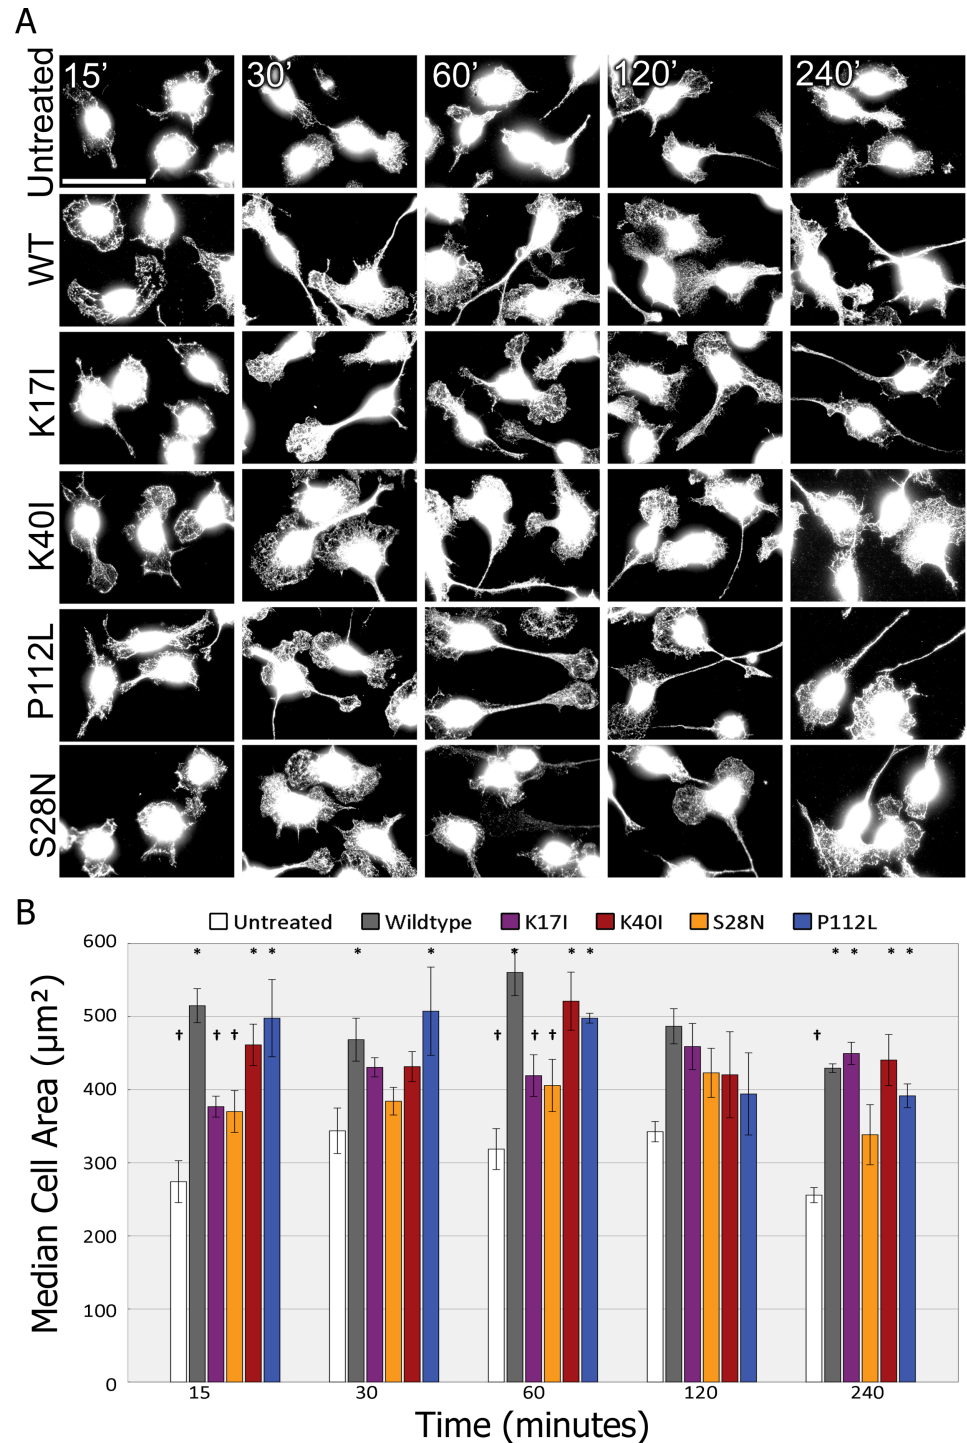 A
Untreated 15’ 30’ 60’ 120’ 240’
WT
K17I
K40I
P112L
S28N
B
Untreated Wildtype K17I K40I S28N P112L
Median Cell Area (μm²)
600
* * * * * * * * * * * *
500
† † † † † † †
400
300
200
100
0
15 30 60 120 240
Time (minutes)